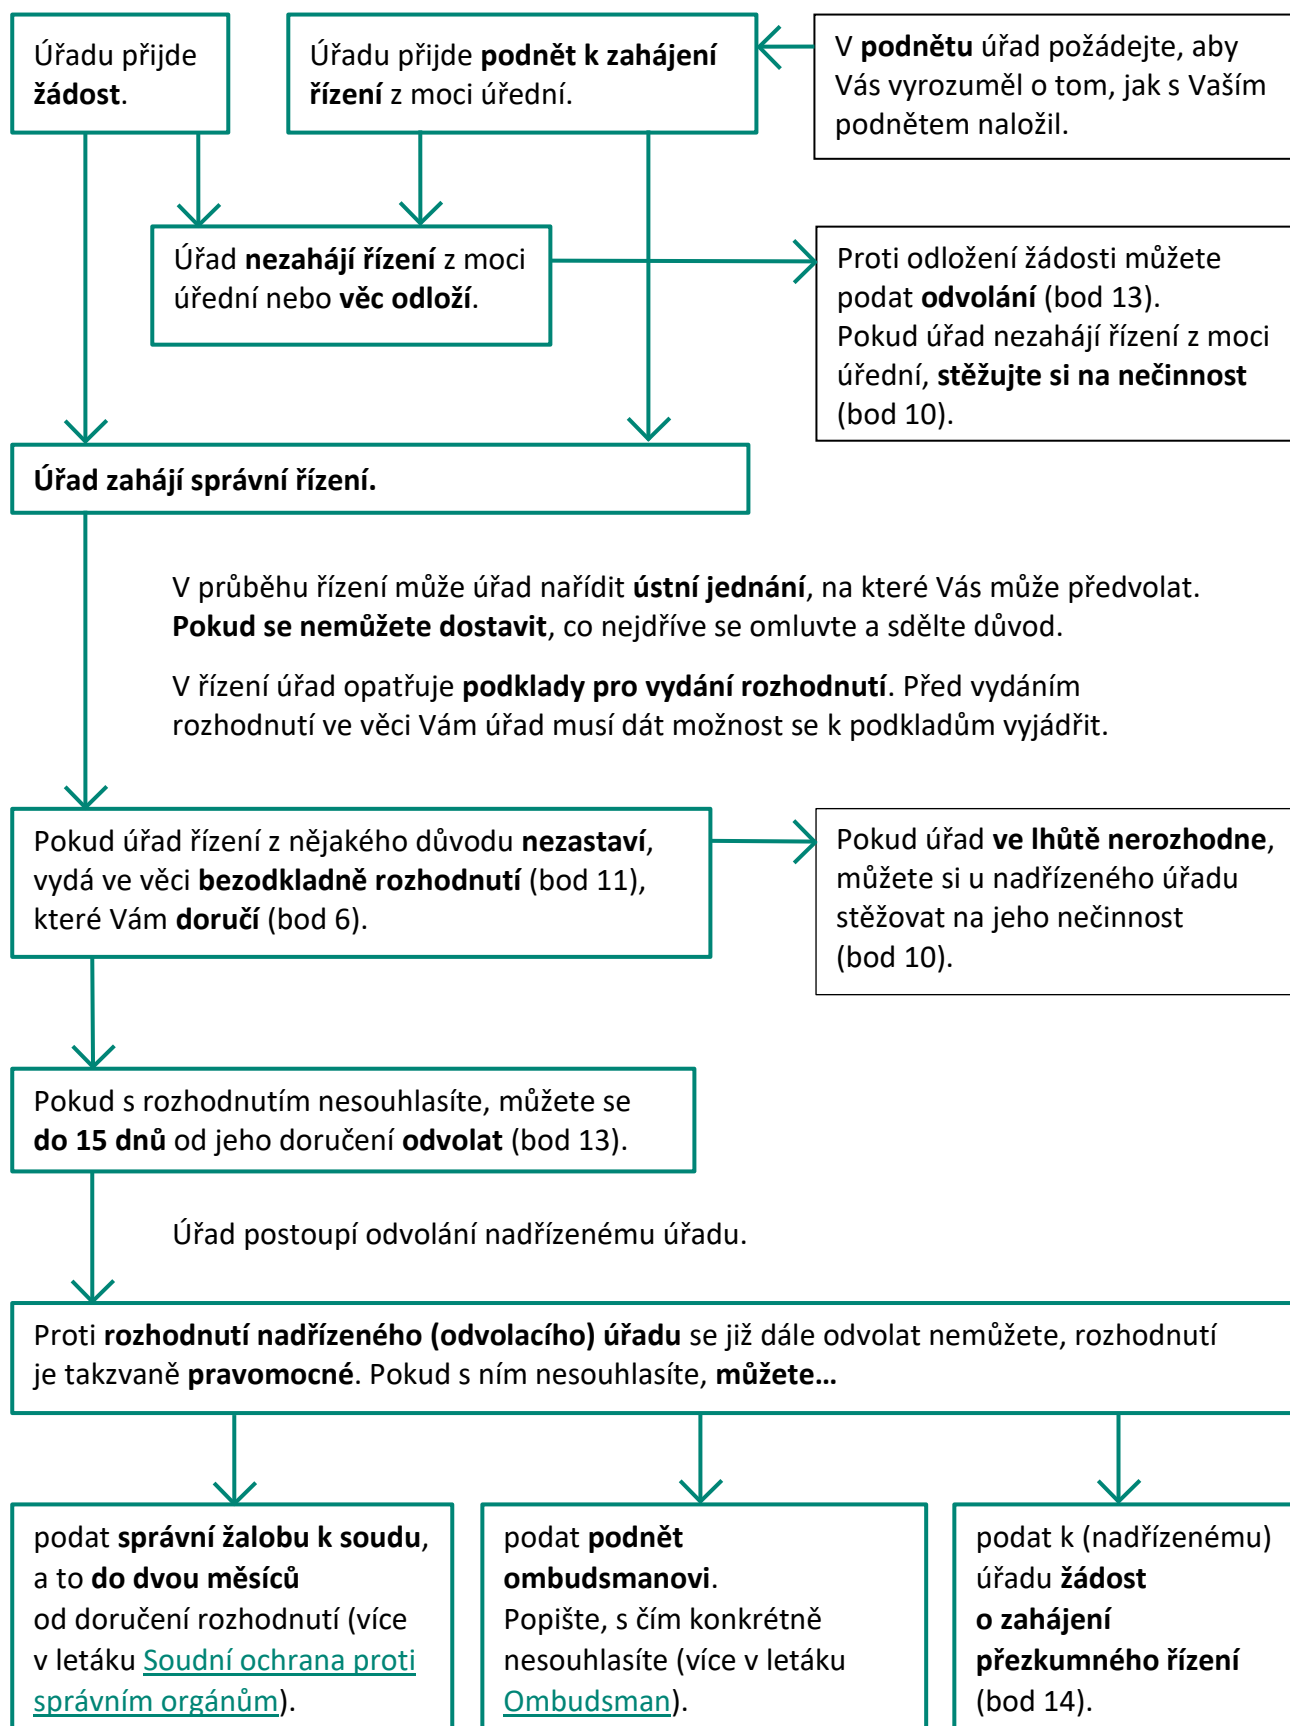 Úřadu přijde
žádost.
Úřadu přijde podnět k zahájení
řízení z moci úřední.
V podnětu úřad požádejte, aby
Vás vyrozuměl o tom, jak s Vaším
podnětem naložil.
Úřad nezahájí řízení z moci
úřední nebo věc odloží.
Proti odložení žádosti můžete
podat odvolání (bod 13).
Pokud úřad nezahájí řízení z moci
úřední, stěžujte si na nečinnost
(bod 10).
Úřad zahájí správní řízení.
V průběhu řízení může úřad nařídit ústní jednání, na které Vás může předvolat.
Pokud se nemůžete dostavit, co nejdříve se omluvte a sdělte důvod.
V řízení úřad opatřuje podklady pro vydání rozhodnutí. Před vydáním
rozhodnutí ve věci Vám úřad musí dát možnost se k podkladům vyjádřit.
Pokud úřad řízení z nějakého důvodu nezastaví,
vydá ve věci bezodkladně rozhodnutí (bod 11),
které Vám doručí (bod 6).
Pokud úřad ve lhůtě nerozhodne,
můžete si u nadřízeného úřadu
stěžovat na jeho nečinnost
(bod 10).
Pokud s rozhodnutím nesouhlasíte, můžete se
do 15 dnů od jeho doručení odvolat (bod 13).
Úřad postoupí odvolání nadřízenému úřadu.
Proti rozhodnutí nadřízeného (odvolacího) úřadu se již dále odvolat nemůžete, rozhodnutí
je takzvaně pravomocné. Pokud s ním nesouhlasíte, můžete…
podat správní žalobu k soudu,
a to do dvou měsíců
od doručení rozhodnutí (více
v letáku Soudní ochrana proti
správním orgánům).
podat podnět
ombudsmanovi.
Popište, s čím konkrétně
nesouhlasíte (více v letáku
Ombudsman).
podat k (nadřízenému)
úřadu žádost
o zahájení
přezkumného řízení
(bod 14).